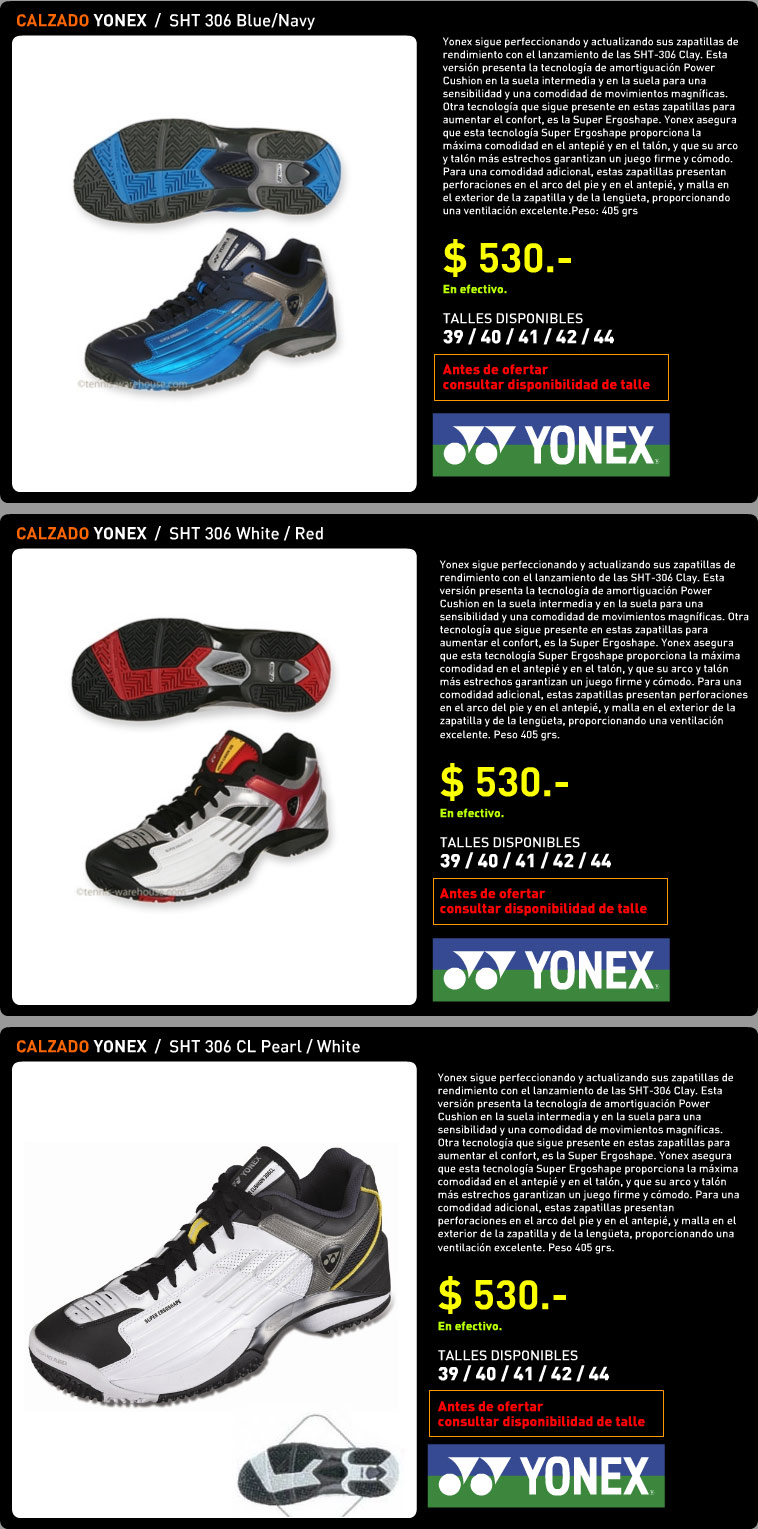 CALZADO YONEX / SHT 306 Blue/Navy
Yonex sigue perfeccionando y actualizando sus zapatillas de
rendimiento con el lanzamiento de las SHT-306 Clay. Esta
versión presenta la tecnología de amortiguación Power
Cushion en la suela intermedia y en la suela para una
sensibilidad y una comodidad de movimientos magníficas.
Otra tecnología que sigue presente en estas zapatillas para
aumentar el confort, es la Super Ergoshape. Yonex asegura
que esta tecnología Super Ergoshape proporciona la
máxima comodidad en el antepié y en el talón, y que su arco
y talón más estrechos garantizan un juego firme y cómodo.
Para una comodidad adicional, estas zapatillas presentan
perforaciones en el arco del pie y en el antepié, y malla en
el exterior de la zapatilla y de la lengüeta, proporcionando
una ventilación excelente.Peso: 405 grs
YONEX
©tennis-warehouse.com
$ 530.-
En efectivo.
TALLES DISPONIBLES
39 / 40 / 41 / 42 / 44
Antes de ofertar
consultar disponibilidad de talle
YONEX
CALZADO YONEX / SHT 306 White / Red
Yonex sigue perfeccionando y actualizando sus zapatillas de
rendimiento con el lanzamiento de las SHT-306 Clay. Esta
versión presenta la tecnología de amortiguación Power
Cushion en la suela intermedia y en la suela para una
sensibilidad y una comodidad de movimientos magníficas. Otra
tecnología que sigue presente en estas zapatillas para
aumentar el confort, es la Super Ergoshape. Yonex asegura
que esta tecnología Super Ergoshape proporciona la máxima
comodidad en el antepié y en el talón, y que su arco y talón
más estrechos garantizan un juego firme y cómodo. Para una
comodidad adicional, estas zapatillas presentan perforaciones
en el arco del pie y en el antepié, y malla en el exterior de la
zapatilla y de la lengüeta, proporcionando una ventilación
excelente. Peso 405 grs.
©tennis-warehouse.com
$ 530.-
En efectivo.
TALLES DISPONIBLES
39 / 40 / 41 / 42 / 44
Antes de ofertar
consultar disponibilidad de talle
YONEX
CALZADO YONEX / SHT 306 CL Pearl / White
Yonex sigue perfeccionando y actualizando sus zapatillas de
rendimiento con el lanzamiento de las SHT-306 Clay. Esta
versión presenta la tecnología de amortiguación Power
Cushion en la suela intermedia y en la suela para una
sensibilidad y una comodidad de movimientos magníficas.
Otra tecnología que sigue presente en estas zapatillas para
aumentar el confort, es la Super Ergoshape. Yonex asegura
que esta tecnología Super Ergoshape proporciona la máxima
comodidad en el antepié y en el talón, y que su arco y talón
más estrechos garantizan un juego firme y cómodo. Para una
comodidad adicional, estas zapatillas presentan
perforaciones en el arco del pie y en el antepié, y malla en el
exterior de la zapatilla y de la lengüeta, proporcionando una
ventilación excelente. Peso 405 grs.
YONEX
SUPER ERGOSHAPE
$ 530.-
En efectivo.
TALLES DISPONIBLES
39 / 40 / 41 / 42 / 44
Antes de ofertar
consultar disponibilidad de talle
YONEX